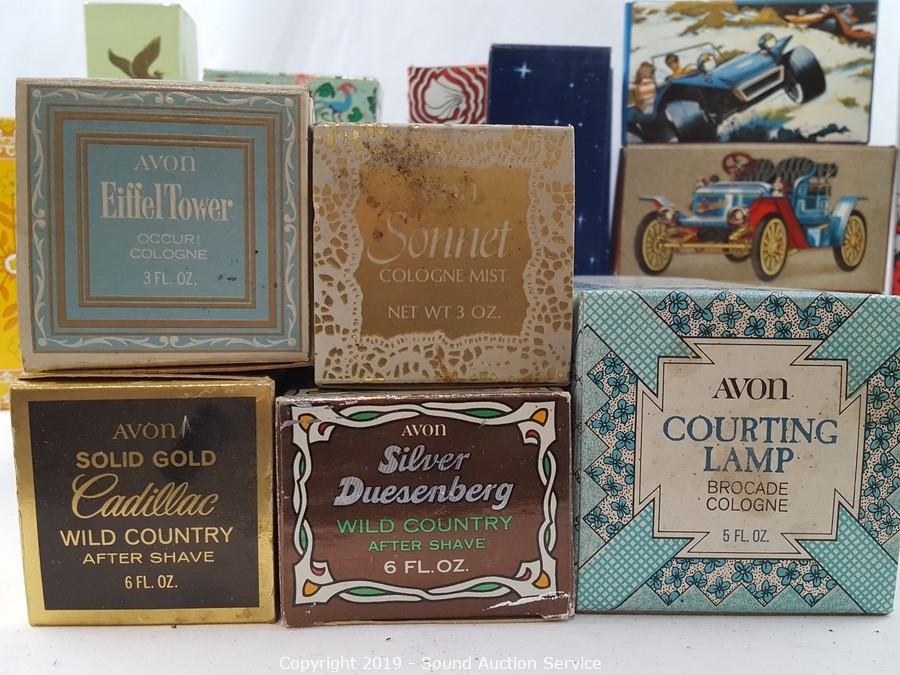 AVON
Eiffel Tower
OCCUR!
COLOGNE
3 FL. OZ.
AVON
Sonnet
COLOGNE MIST
NET WT 3 OZ.
AVON
SOLID GOLD
Cadillac
WILD COUNTRY
AFTER SHAVE
6 FL. OZ.
AVON
Silver
Duesenberg
WILD COUNTRY
AFTER SHAVE
6 FL. OZ.
AVON
COURTING
LAMP
BROCADE
COLOGNE
5 FL. OZ.
Copyright 2019 - Sound Auction Service